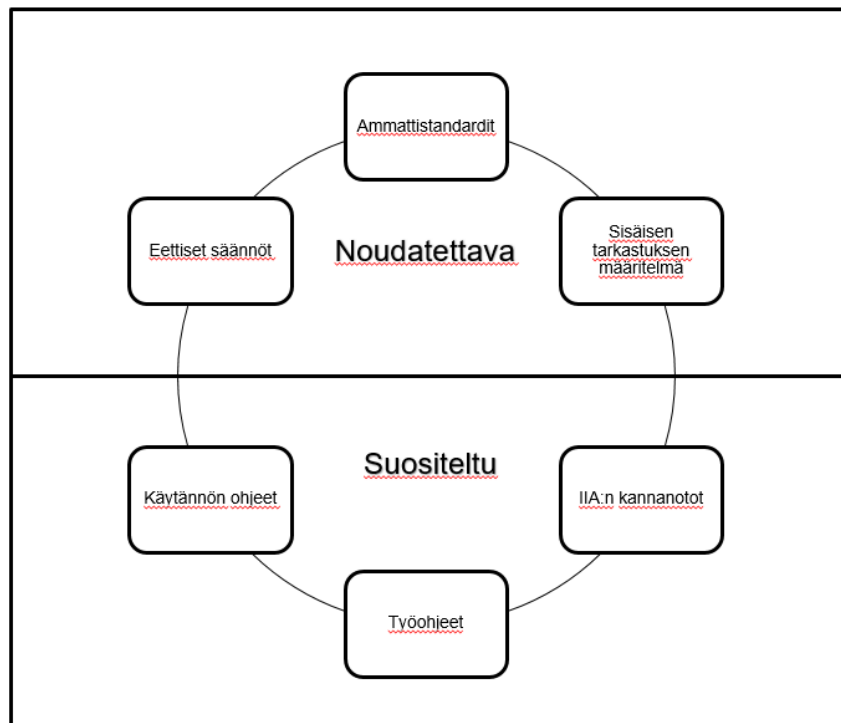 Ammattistandardit
Eettiset säännöt
Noudatettava
Sisäisen
tarkastuksen
määritelmä
Suositeltu
Käytännön ohjeet
IIA:n kannanotot
Työohjeet